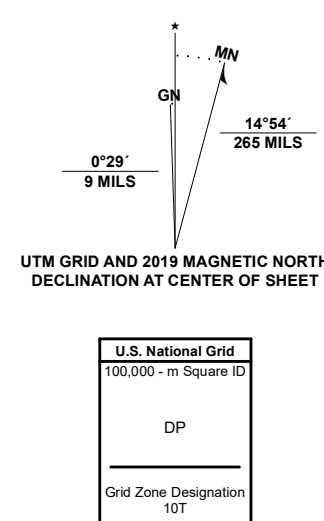 ★
MN
GN
14°54´
265 MILS
0°29´
9 MILS
UTM GRID AND 2019 MAGNETIC NORTH
DECLINATION AT CENTER OF SHEET
U.S. National Grid
100,000 - m Square ID
DP
Grid Zone Designation
10T